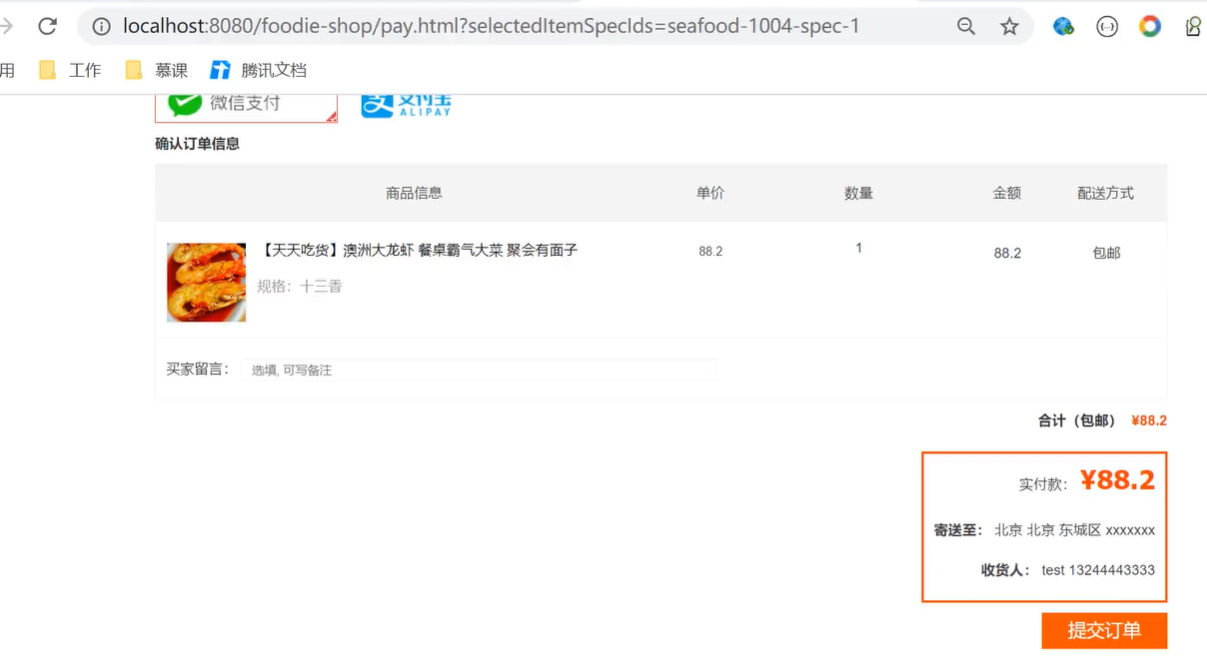 localhost:8080/foodie-shop/pay.html?selectedItemSpecIds=seafood-1004-spec-1
用 工作 慕课 腾讯文档
微信支付 支付宝
ALIPAY
确认订单信息
商品信息 单价 数量 金额 配送方式
【天天吃货】澳洲大龙虾 餐桌霸气大菜 聚会有面子 88.2 1 88.2 包邮
规格：十三香
买家留言： 选填, 可写备注
合计（包邮） ¥88.2
实付款： ¥88.2
寄送至： 北京 北京 东城区 xxxxxxx
收货人： test 13244443333
提交订单